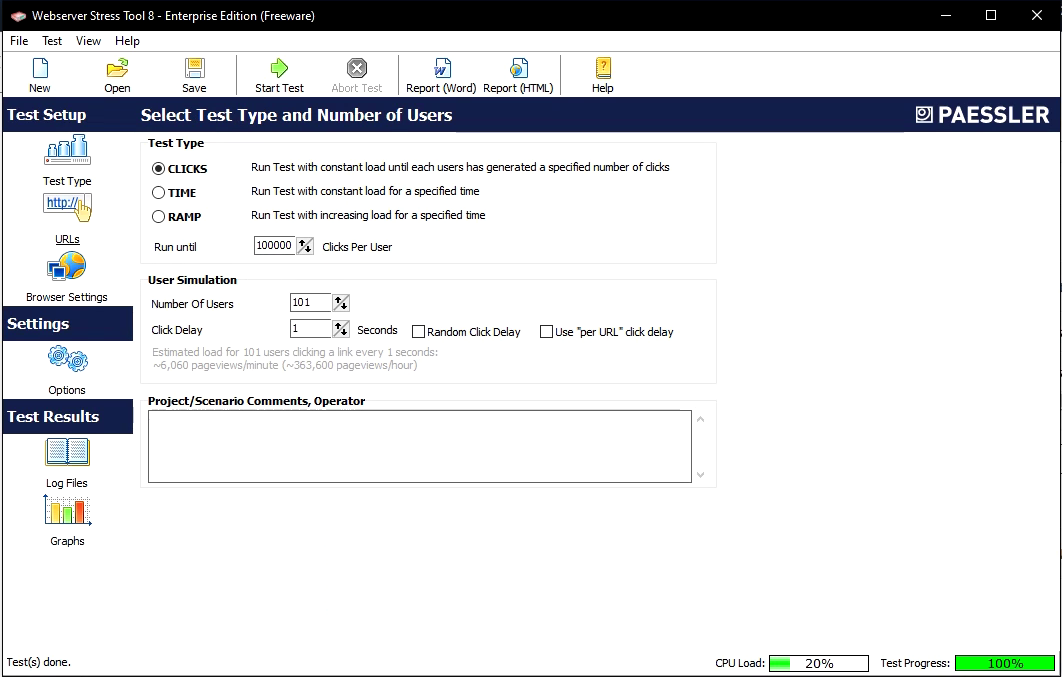 Webserver Stress Tool 8 - Enterprise Edition (Freeware)
File Test View Help
New Open Save Start Test Abort Test Report (Word) Report (HTML) Help
Test Setup
Select Test Type and Number of Users
PAESSLER
Test Type
http://
URLs
Browser Settings
Settings
Options
Test Results
Log Files
Graphs
Test Type
CLICKS Run Test with constant load until each users has generated a specified number of clicks
TIME Run Test with constant load for a specified time
RAMP Run Test with increasing load for a specified time
Run until 100000 Clicks Per User
User Simulation
Number Of Users 101
Click Delay 1 Seconds Random Click Delay Use "per URL" click delay
Estimated load for 101 users clicking a link every 1 seconds:
~6,060 pageviews/minute (~363,600 pageviews/hour)
Project/Scenario Comments, Operator
Test(s) done.
CPU Load: 20% Test Progress: 100%